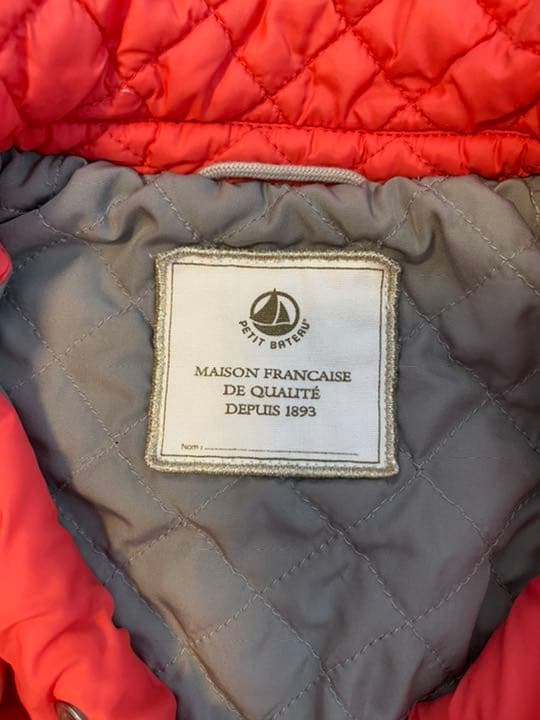 PETIT BATEAU
MAISON FRANCAISE
DE QUALITÉ
DEPUIS 1893
Nom :